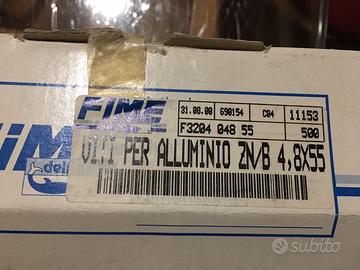 FIME
31.08.00 690154 C04 11153
F3204 048 55 500
VITI PER ALLUMINIO ZN/B 4,8X55
subito